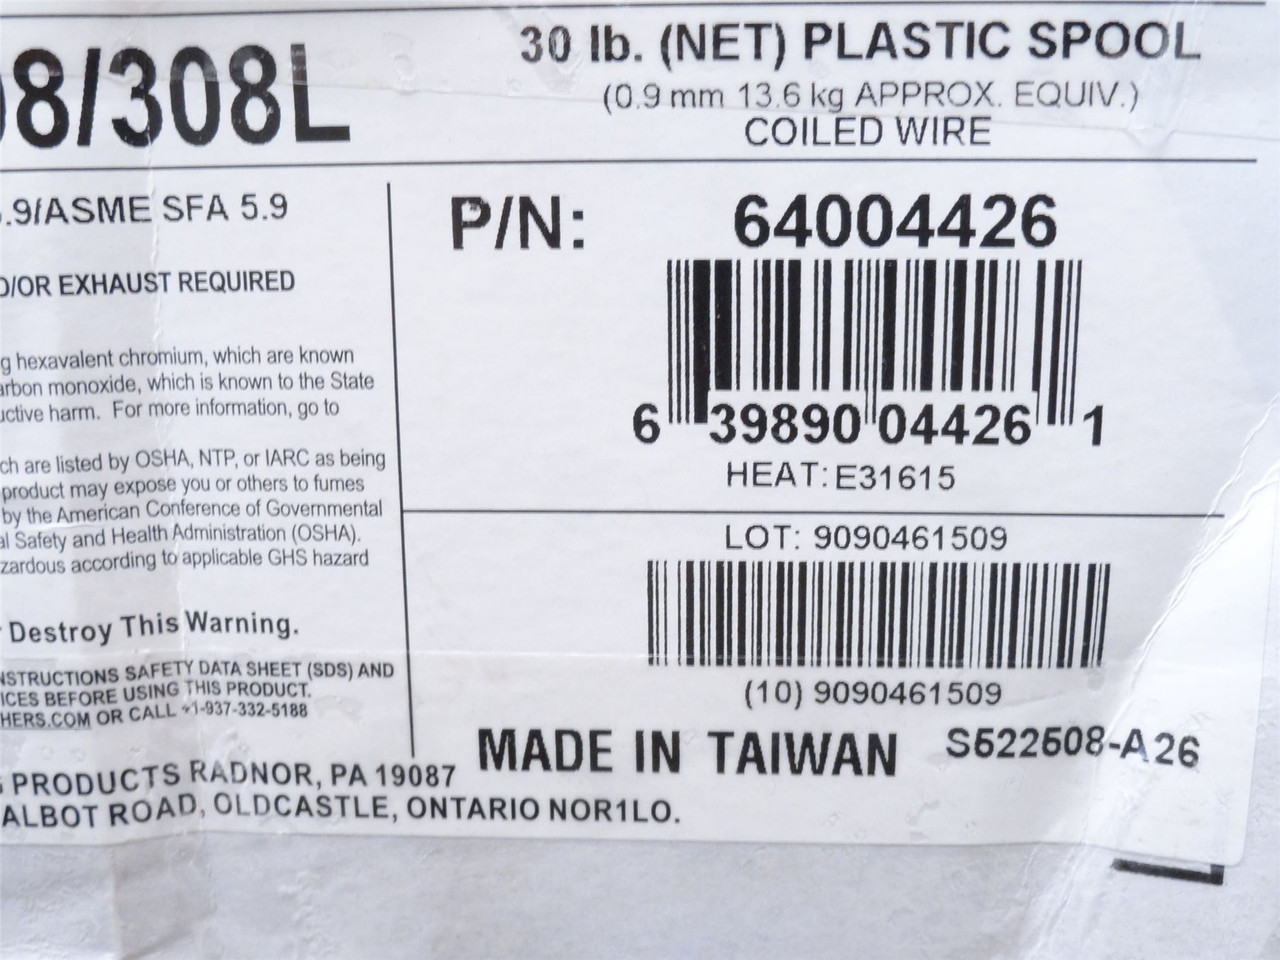 08/308L
30 lb. (NET) PLASTIC SPOOL
(0.9 mm 13.6 kg APPROX. EQUIV.)
COILED WIRE
5.9/ASME SFA 5.9
D/OR EXHAUST REQUIRED
g hexavalent chromium, which are known
arbon monoxide, which is known to the State
uctive harm. For more information, go to
ch are listed by OSHA, NTP, or IARC as being
product may expose you or others to fumes
by the American Conference of Governmental
al Safety and Health Administration (OSHA).
zardous according to applicable GHS hazard
r Destroy This Warning.
NSTRUCTIONS SAFETY DATA SHEET (SDS) AND
ICES BEFORE USING THIS PRODUCT.
HERS.COM OR CALL +1-937-332-5188
G PRODUCTS RADNOR, PA 19087
ALBOT ROAD, OLDCASTLE, ONTARIO NOR1LO.
P/N: 64004426
6 39890 04426 1
HEAT: E31615
LOT: 9090461509
(10) 9090461509
MADE IN TAIWAN S522508-A26